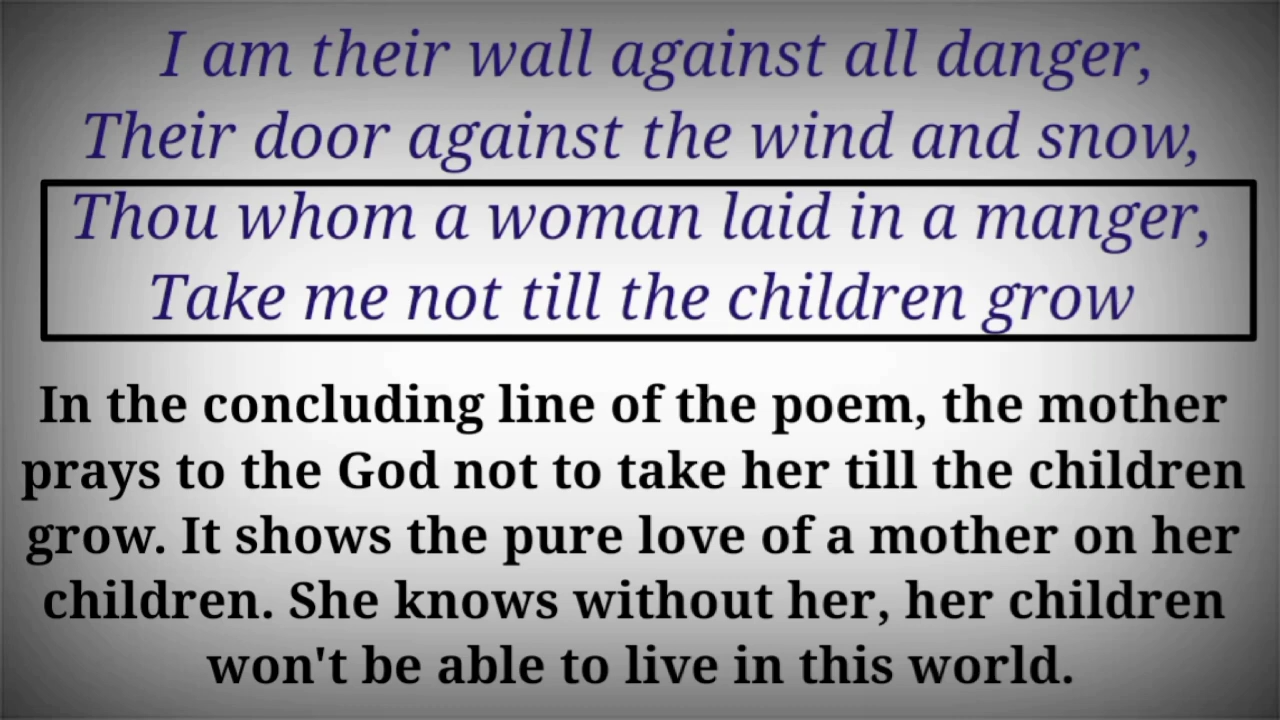 I am their wall against all danger,
Their door against the wind and snow,
Thou whom a woman laid in a manger,
Take me not till the children grow
In the concluding line of the poem, the mother
prays to the God not to take her till the children
grow. It shows the pure love of a mother on her
children. She knows without her, her children
won't be able to live in this world.